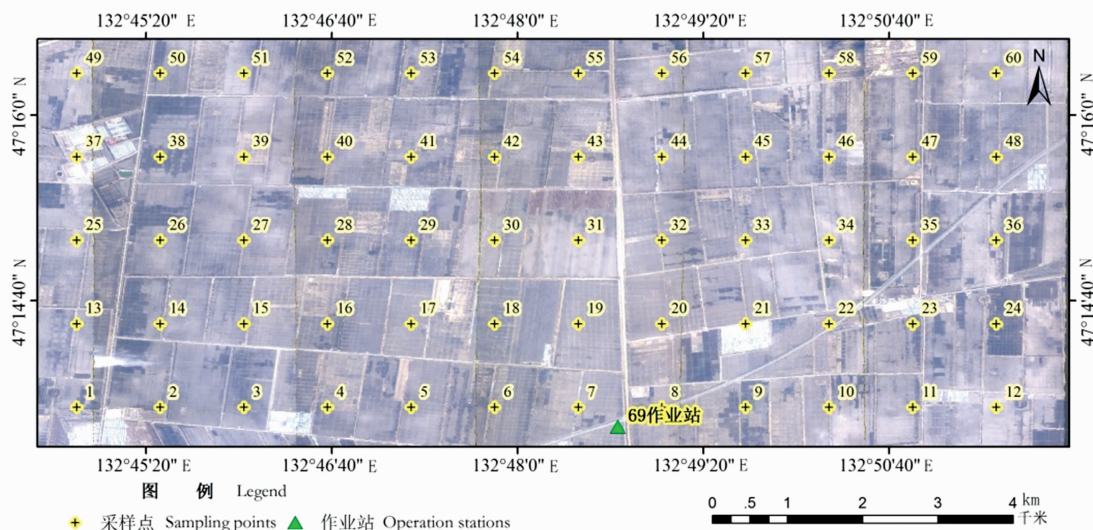 132°45'20" E 132°46'40" E 132°48'0" E 132°49'20" E 132°50'40" E
49 50 51 52 53 54 55 56 57 58 59 60
N
47°16'0" N 47°16'0" N
37 38 39 40 41 42 43 44 45 46 47 48
25 26 27 28 29 30 31 32 33 34 35 36
47°14'40" N 47°14'40" N
13 14 15 16 17 18 19 20 21 22 23 24
1 2 3 4 5 6 7 8 9 10 11 12
69作业站
132°45'20" E 132°46'40" E 132°48'0" E 132°49'20" E 132°50'40" E
图 例 Legend
采样点 Sampling points 作业站 Operation stations
0 .5 1 2 3 4 km
千米